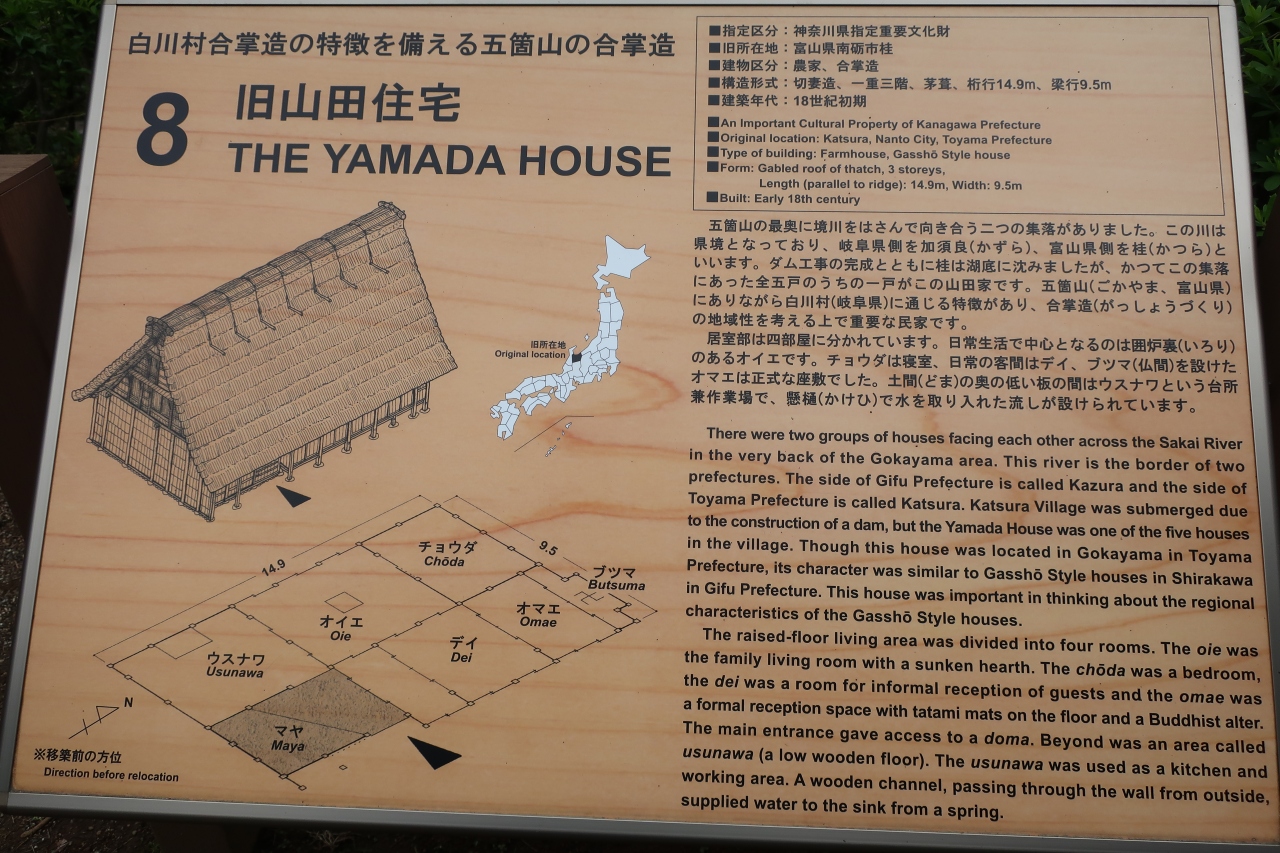 白川村合掌造の特徴を備える五箇山の合掌造
8
旧山田住宅
THE YAMADA HOUSE
■指定区分：神奈川県指定重要文化財
■旧所在地：富山県南砺市桂
■建物区分：農家、合掌造
■構造形式：切妻造、一重三階、茅葺、桁行14.9m、梁行9.5m
■建築年代：18世紀初期
■An Important Cultural Property of Kanagawa Prefecture
■Original location: Katsura, Nanto City, Toyama Prefecture
■Type of building: Farmhouse, Gasshō Style house
■Form: Gabled roof of thatch, 3 storeys,
Length (parallel to ridge): 14.9m, Width: 9.5m
■Built: Early 18th century
五箇山の最奥に境川をはさんで向き合う二つの集落がありました。この川は
県境となっており、岐阜県側を加須良(かずら)、富山県側を桂(かつら)と
いいます。ダム工事の完成とともに桂は湖底に沈みましたが、かつてこの集落
にあった全五戸のうちの一戸がこの山田家です。五箇山(ごかやま、富山県)
にありながら白川村(岐阜県)に通じる特徴があり、合掌造(がっしょうづくり)
の地域性を考える上で重要な民家です。
居室部は四部屋に分かれています。日常生活で中心となるのは囲炉裏(いろり)
のあるオイエです。チョウダは寝室、日常の客間はデイ、ブツマ(仏間)を設けた
オマエは正式な座敷でした。土間(どま)の奥の低い板の間はウスナワという台所
兼作業場で、懸樋(かけひ)で水を取り入れた流しが設けられています。
There were two groups of houses facing each other across the Sakai River
in the very back of the Gokayama area. This river is the border of two
prefectures. The side of Gifu Prefecture is called Kazura and the side of
Toyama Prefecture is called Katsura. Katsura Village was submerged due
to the construction of a dam, but the Yamada House was one of the five houses
in the village. Though this house was located in Gokayama in Toyama
Prefecture, its character was similar to Gasshō Style houses in Shirakawa
in Gifu Prefecture. This house was important in thinking about the regional
characteristics of the Gasshō Style houses.
The raised-floor living area was divided into four rooms. The oie was
the family living room with a sunken hearth. The chōda was a bedroom,
the dei was a room for informal reception of guests and the omae was
a formal reception space with tatami mats on the floor and a Buddhist alter.
The main entrance gave access to a doma. Beyond was an area called
usunawa (a low wooden floor). The usunawa was used as a kitchen and
working area. A wooden channel, passing through the wall from outside,
supplied water to the sink from a spring.
旧所在地
Original location
14.9
9.5
チョウダ
Chōda
ブツマ
Butsuma
オマエ
Omae
オイエ
Oie
デイ
Dei
ウスナワ
Usunawa
マヤ
Maya
N
※移築前の方位
Direction before relocation